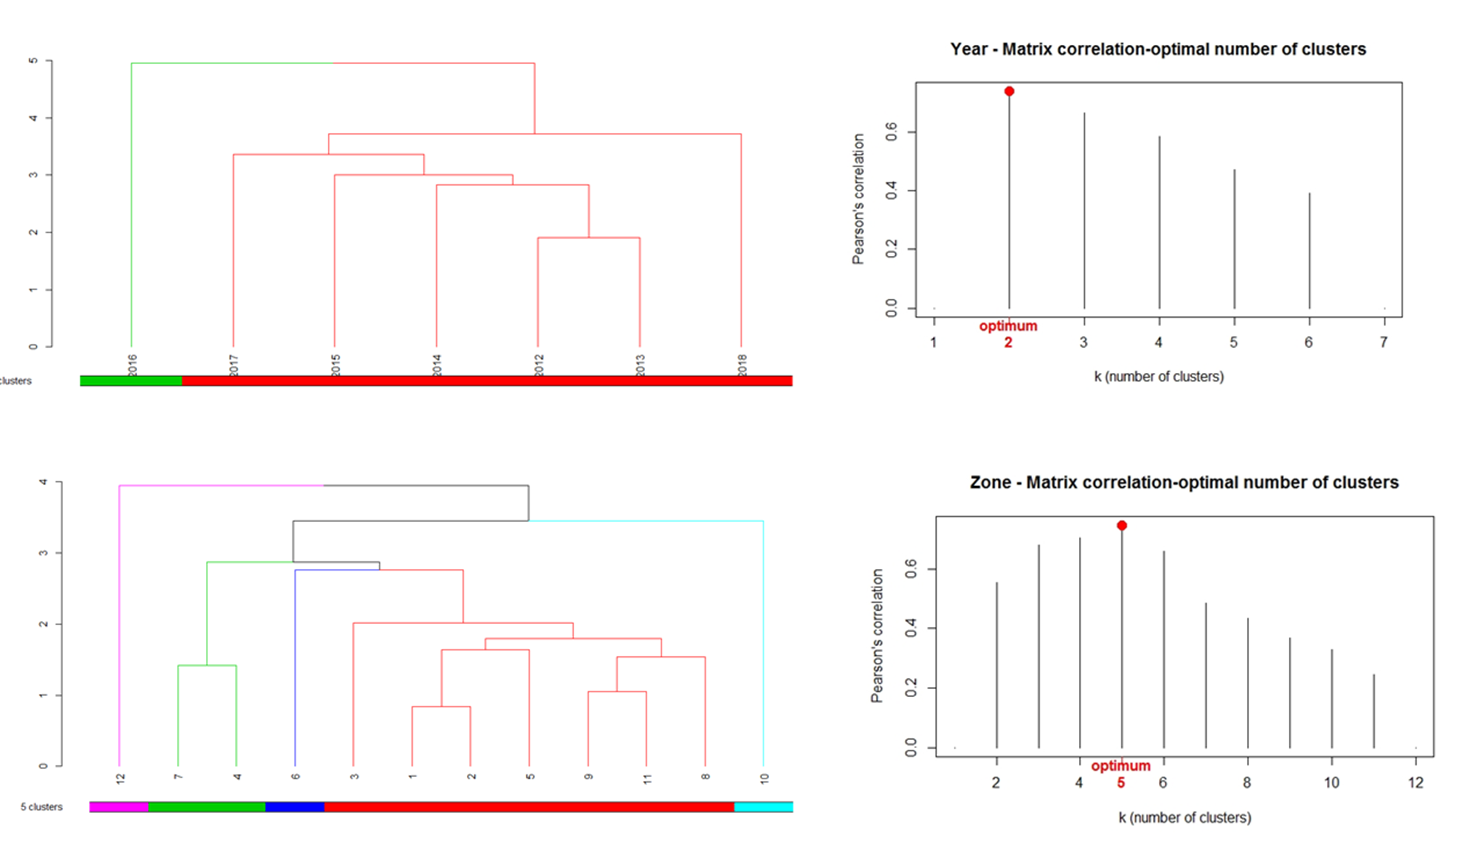 Year - Matrix correlation-optimal number of clusters
5
4
3
2
1
0
2016 2017 2015 2014 2012 2013 2018
clusters
Pearson's correlation
0.6
0.4
0.2
0.0
optimum
1 2 3 4 5 6 7
k (number of clusters)
Zone - Matrix correlation-optimal number of clusters
4
3
2
1
0
12 7 4 6 3 1 2 5 9 11 8 10
5 clusters
Pearson's correlation
0.6
0.4
0.2
0.0
optimum
2 4 5 6 8 10 12
k (number of clusters)